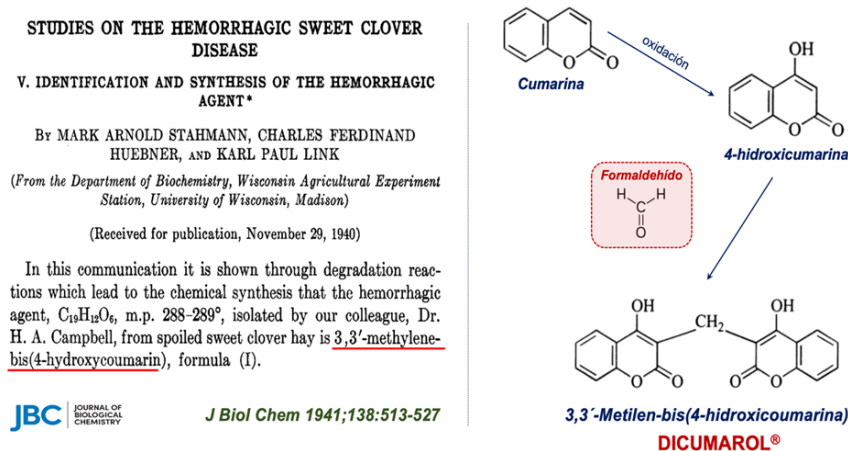 STUDIES ON THE HEMORRHAGIC SWEET CLOVER
DISEASE
V. IDENTIFICATION AND SYNTHESIS OF THE HEMORRHAGIC
AGENT*
BY MARK ARNOLD STAHMANN, CHARLES FERDINAND
HUEBNER, AND KARL PAUL LINK
(From the Department of Biochemistry, Wisconsin Agricultural Experiment
Station, University of Wisconsin, Madison)
(Received for publication, November 29, 1940)
In this communication it is shown through degradation reac-
tions which lead to the chemical synthesis that the hemorrhagic
agent, C₁₉H₁₂O₆, m.p. 288–289°, isolated by our colleague, Dr.
H. A. Campbell, from spoiled sweet clover hay is 3,3′-methylene-
bis(4-hydroxycoumarin), formula (I).
JBC
JOURNAL OF
BIOLOGICAL
CHEMISTRY
J Biol Chem 1941;138:513-527
O
O
Cumarina
oxidación
OH
O
O
4-hidroxicumarina
Formaldehído
H
H
C
O
OH
CH₂
OH
O
O
O
O
3,3´-Metilen-bis(4-hidroxicoumarina)
DICUMAROL®